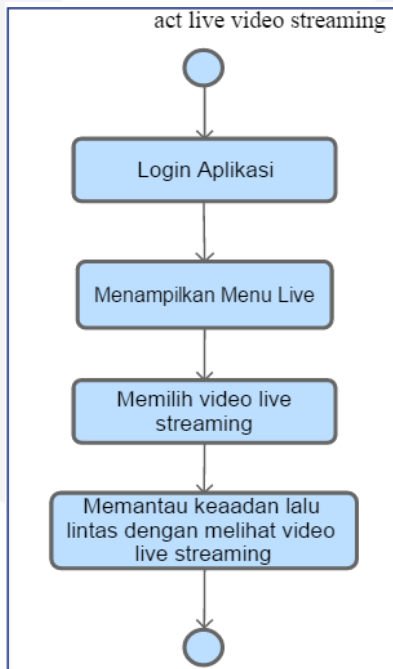 act live video streaming
Login Aplikasi
Menampilkan Menu Live
Memilih video live
streaming
Memantau keaadan lalu
lintas dengan melihat video
live streaming